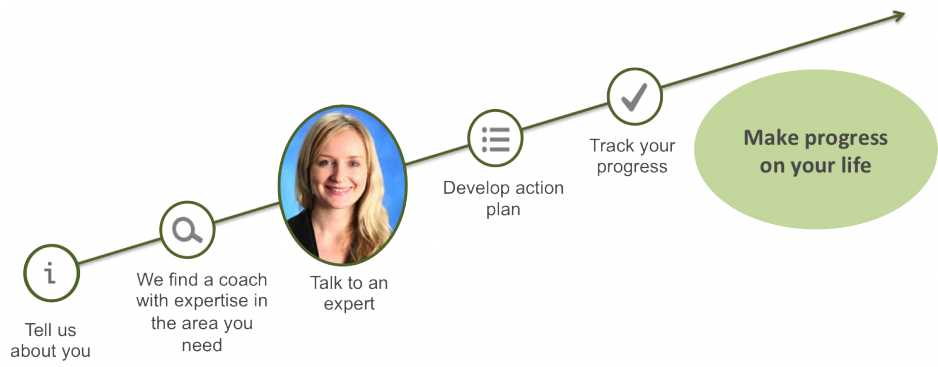 Tell us
about you
We find a coach
with expertise in
the area you
need
Talk to an
expert
Develop action
plan
Track your
progress
Make progress
on your life